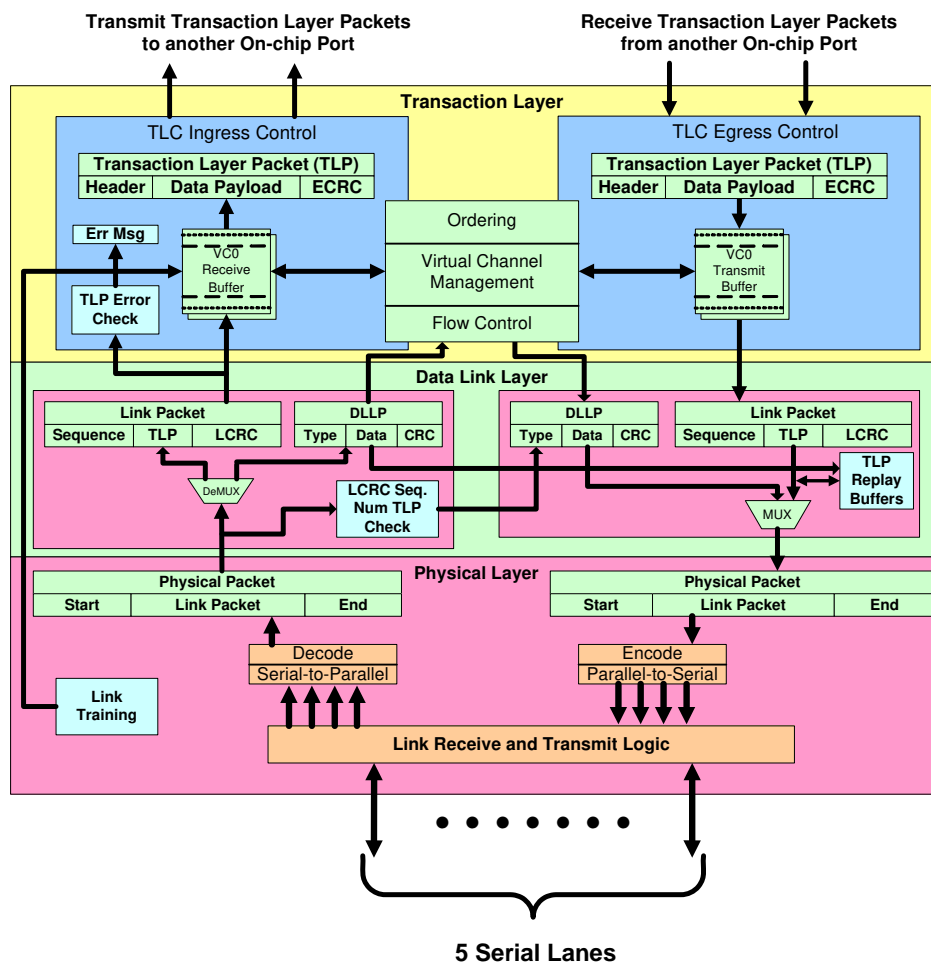 Transmit Transaction Layer Packets
to another On-chip Port
Receive Transaction Layer Packets
from another On-chip Port
Transaction Layer
TLC Ingress Control
Transaction Layer Packet (TLP)
Header Data Payload ECRC
TLC Egress Control
Transaction Layer Packet (TLP)
Header Data Payload ECRC
Err Msg
VC0
Receive
Buffer
TLP Error
Check
Ordering
Virtual Channel
Management
Flow Control
VC0
Transmit
Buffer
Data Link Layer
Link Packet
Sequence TLP LCRC
DLLP
Type Data CRC
DLLP
Type Data CRC
Link Packet
Sequence TLP LCRC
DeMUX
LCRC Seq.
Num TLP
Check
TLP
Replay
Buffers
MUX
Physical Layer
Physical Packet
Start Link Packet End
Physical Packet
Start Link Packet End
Decode
Serial-to-Parallel
Encode
Parallel-to-Serial
Link
Training
Link Receive and Transmit Logic
5 Serial Lanes